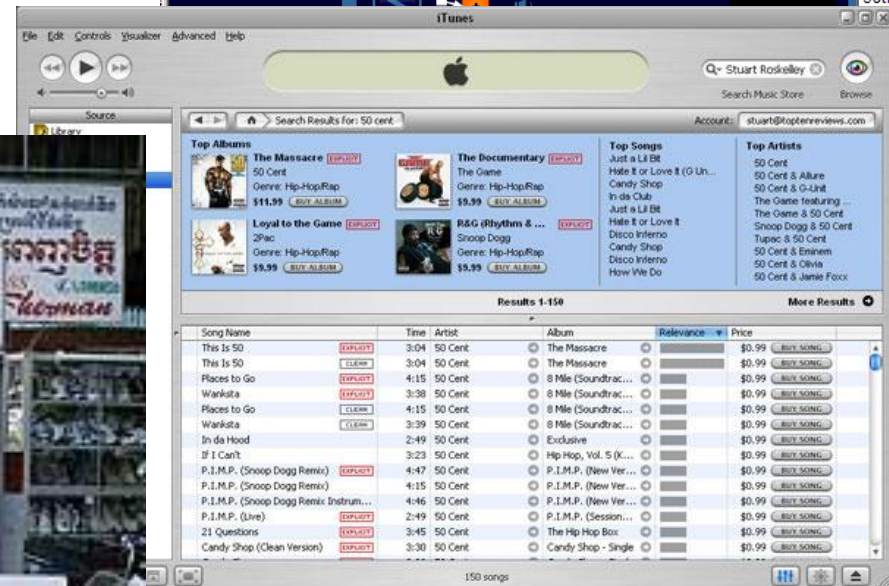 iTunes
File Edit Controls Visualizer Advanced Help
Stuart Roskelley
Search Music Store Browse
Source
Library
Search Results for: 50 cent
Account: stuart@toptenreviews.com
Top Albums
The Massacre EXPLICIT
50 Cent
Genre: Hip-Hop/Rap
$11.99 BUY ALBUM
The Documentary EXPLICIT
The Game
Genre: Hip-Hop/Rap
$9.99 BUY ALBUM
Loyal to the Game EXPLICIT
2Pac
Genre: Hip-Hop/Rap
$9.99 BUY ALBUM
R&G (Rhythm & ... EXPLICIT
Snoop Dogg
Genre: Hip-Hop/Rap
$9.99 BUY ALBUM
Top Songs
Just a Lil Bit
Hate It or Love It (G Un...
Candy Shop
In da Club
Just a Lil Bit
Hate It or Love It
Disco Inferno
Candy Shop
Disco Inferno
How We Do
Top Artists
50 Cent
50 Cent & Allure
50 Cent & G-Unit
The Game featuring ...
The Game & 50 Cent
Snoop Dogg & 50 Cent
Tupac & 50 Cent
50 Cent & Eminem
50 Cent & Olivia
50 Cent & Jamie Foxx
Results 1-150
More Results
Song Name Time Artist Album Relevance Price
This Is 50 EXPLICIT 3:04 50 Cent The Massacre $0.99 BUY SONG
This Is 50 CLEAN 3:04 50 Cent The Massacre $0.99 BUY SONG
Places to Go EXPLICIT 4:15 50 Cent 8 Mile (Soundtrac... $0.99 BUY SONG
Wanksta EXPLICIT 3:38 50 Cent 8 Mile (Soundtrac... $0.99 BUY SONG
Places to Go CLEAN 4:15 50 Cent 8 Mile (Soundtrac... $0.99 BUY SONG
Wanksta CLEAN 3:39 50 Cent 8 Mile (Soundtrac... $0.99 BUY SONG
In da Hood 2:49 50 Cent Exclusive $0.99 BUY SONG
If I Can't 3:23 50 Cent Hip Hop, Vol. 5 (K... $0.99 BUY SONG
P.I.M.P. (Snoop Dogg Remix) EXPLICIT 4:47 50 Cent P.I.M.P. (New Ver... $0.99 BUY SONG
P.I.M.P. (Snoop Dogg Remix) 4:15 50 Cent P.I.M.P. (New Ver... $0.99 BUY SONG
P.I.M.P. (Snoop Dogg Remix Instrum... 4:46 50 Cent P.I.M.P. (New Ver... $0.99 BUY SONG
P.I.M.P. (Live) EXPLICIT 2:49 50 Cent P.I.M.P. (Session... $0.99 BUY SONG
21 Questions EXPLICIT 3:45 50 Cent The Hip Hop Box $0.99 BUY SONG
Candy Shop (Clean Version) EXPLICIT 3:30 50 Cent Candy Shop - Single $0.99 BUY SONG
150 songs